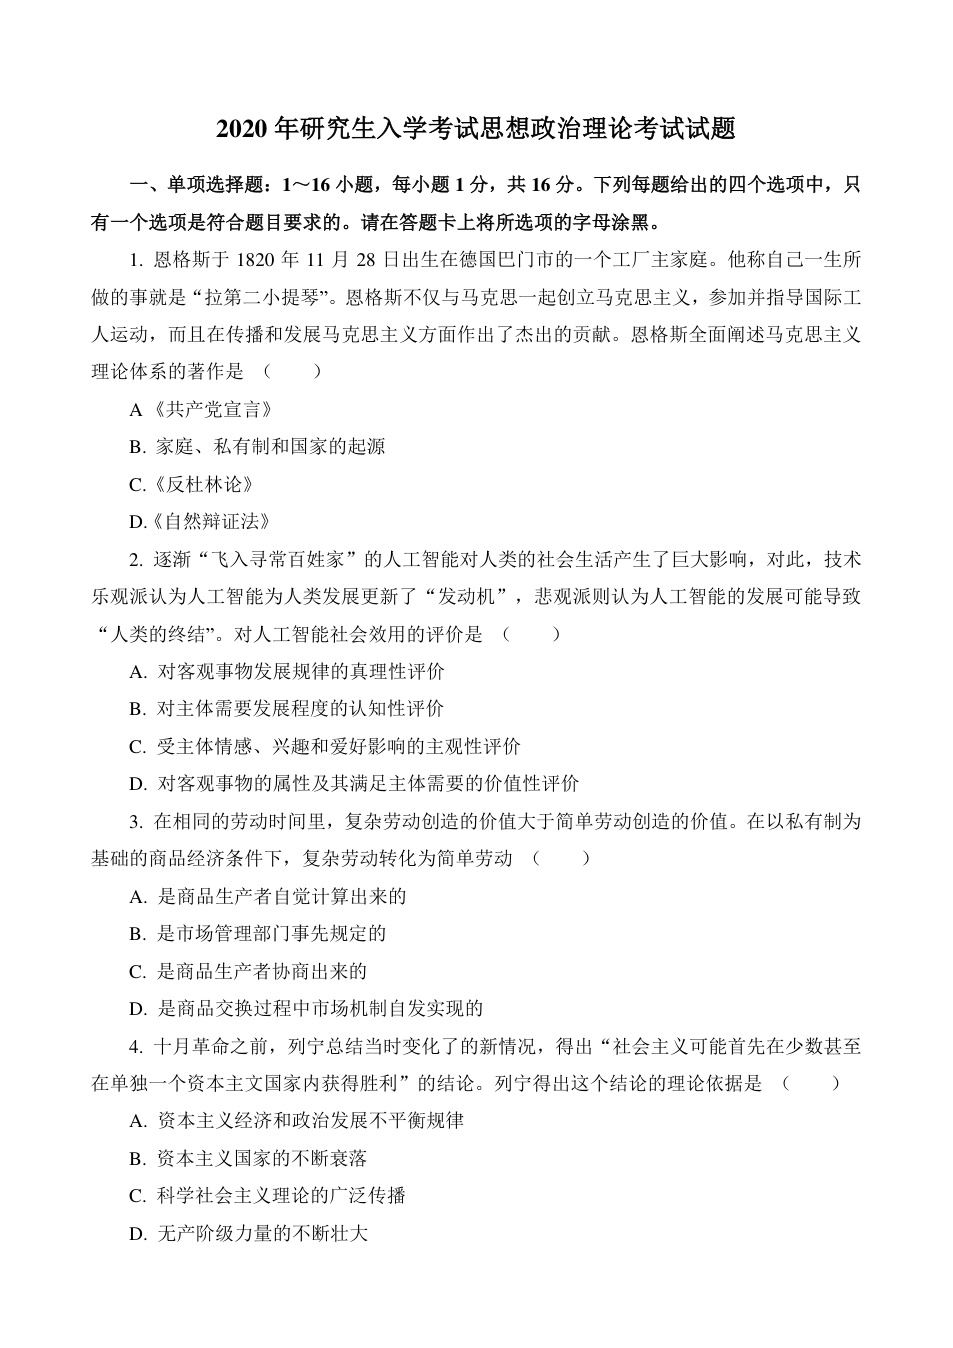 2020 年研究生入学考试思想政治理论考试试题
一、单项选择题：1～16 小题，每小题 1 分，共 16 分。下列每题给出的四个选项中，只
有一个选项是符合题目要求的。请在答题卡上将所选项的字母涂黑。
1. 恩格斯于 1820 年 11 月 28 日出生在德国巴门市的一个工厂主家庭。他称自己一生所
做的事就是“拉第二小提琴”。恩格斯不仅与马克思一起创立马克思主义，参加并指导国际工
人运动，而且在传播和发展马克思主义方面作出了杰出的贡献。恩格斯全面阐述马克思主义
理论体系的著作是 （　　）
A《共产党宣言》
B. 家庭、私有制和国家的起源
C.《反杜林论》
D.《自然辩证法》
2. 逐渐“飞入寻常百姓家”的人工智能对人类的社会生活产生了巨大影响，对此，技术
乐观派认为人工智能为人类发展更新了“发动机”，悲观派则认为人工智能的发展可能导致
“人类的终结”。对人工智能社会效用的评价是 （　　）
A. 对客观事物发展规律的真理性评价
B. 对主体需要发展程度的认知性评价
C. 受主体情感、兴趣和爱好影响的主观性评价
D. 对客观事物的属性及其满足主体需要的价值性评价
3. 在相同的劳动时间里，复杂劳动创造的价值大于简单劳动创造的价值。在以私有制为
基础的商品经济条件下，复杂劳动转化为简单劳动 （　　）
A. 是商品生产者自觉计算出来的
B. 是市场管理部门事先规定的
C. 是商品生产者协商出来的
D. 是商品交换过程中市场机制自发实现的
4. 十月革命之前，列宁总结当时变化了的新情况，得出“社会主义可能首先在少数甚至
在单独一个资本主文国家内获得胜利”的结论。列宁得出这个结论的理论依据是 （　　）
A. 资本主义经济和政治发展不平衡规律
B. 资本主义国家的不断衰落
C. 科学社会主义理论的广泛传播
D. 无产阶级力量的不断壮大